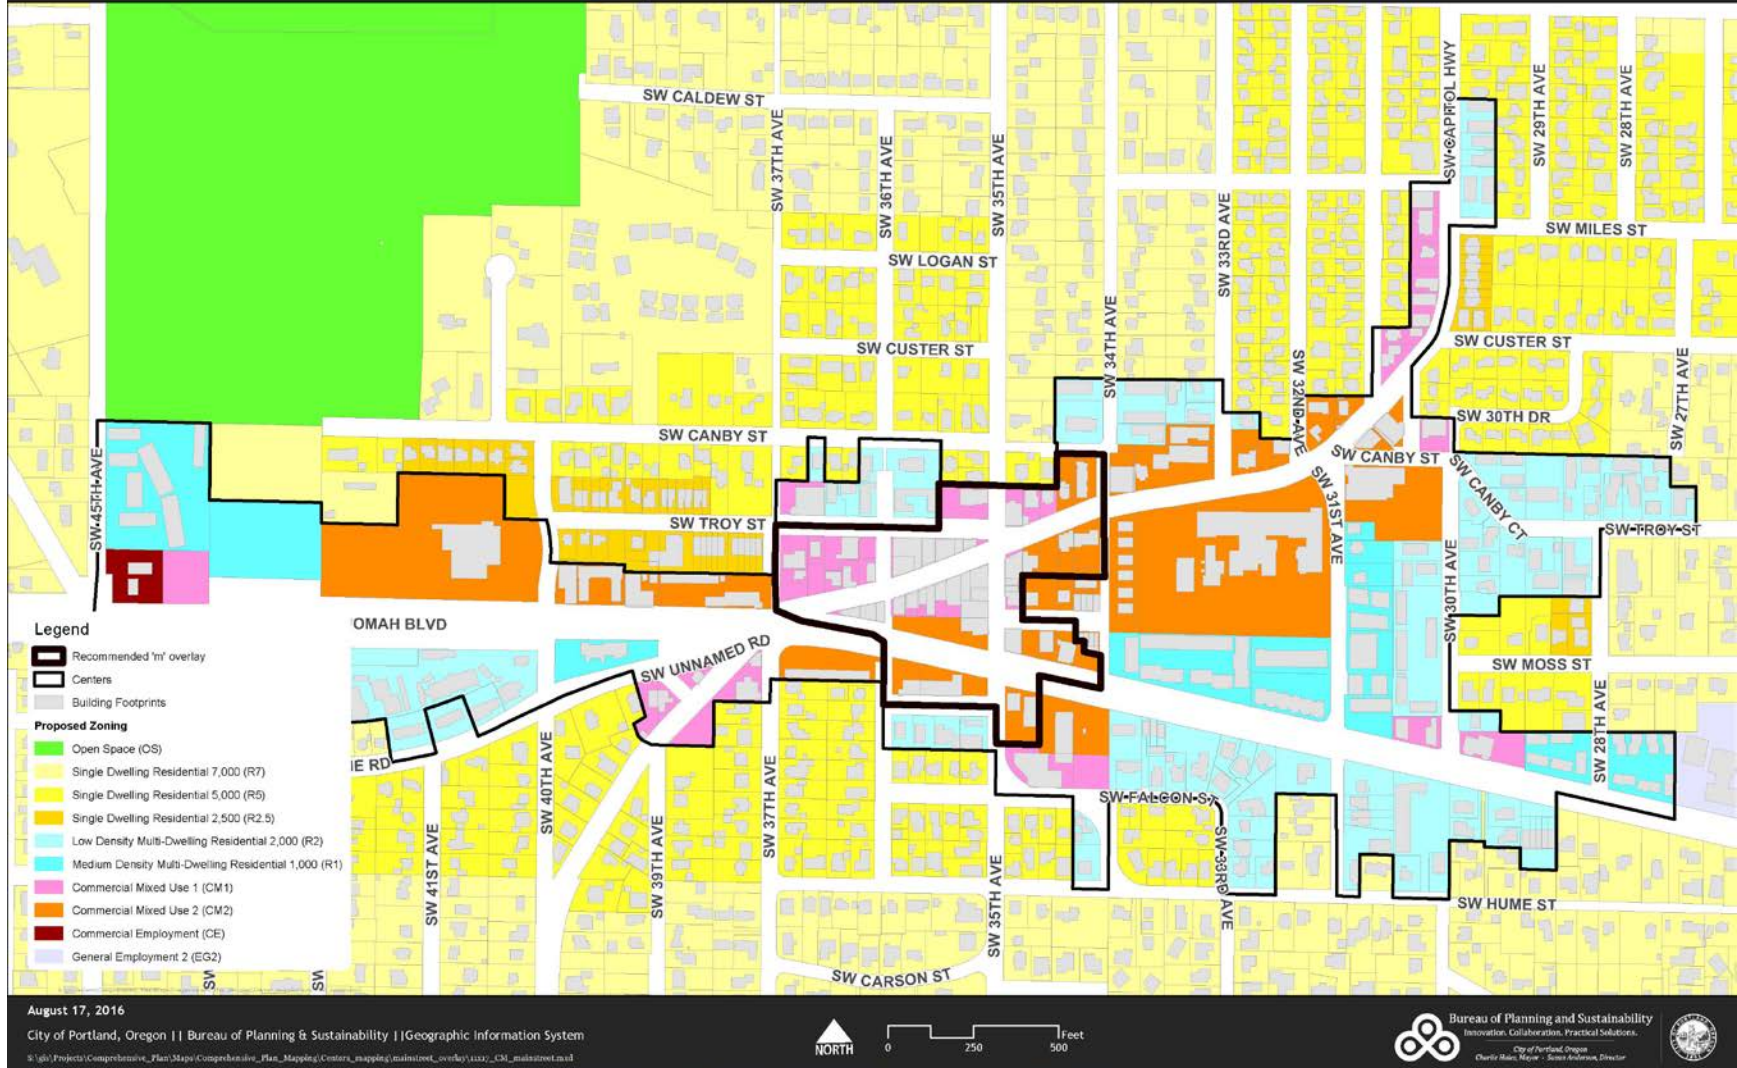 SW CALDEW ST
SW 37TH AVE
SW 36TH AVE
SW 35TH AVE
SW CAPITOL HWY
SW 29TH AVE
SW 28TH AVE
SW 33RD AVE
SW MILES ST
SW LOGAN ST
SW 34TH AVE
SW CUSTER ST
SW CUSTER ST
SW 32ND AVE
SW 27TH AVE
SW 30TH DR
SW CANBY ST
SW CANBY ST
SW CANBY CT
SW 45TH AVE
SW 31ST AVE
SW TROY ST
SW TROY ST
SW 30TH AVE
OMAH BLVD
SW UNNAMED RD
SW MOSS ST
SW 28TH AVE
IE RD
SW 40TH AVE
SW 37TH AVE
SW FALCON ST
SW 41ST AVE
SW 39TH AVE
SW 35TH AVE
SW 33RD AVE
SW HUME ST
SW CARSON ST
SW
SW
Legend
Recommended 'm' overlay
Centers
Building Footprints
Proposed Zoning
Open Space (OS)
Single Dwelling Residential 7,000 (R7)
Single Dwelling Residential 5,000 (R5)
Single Dwelling Residential 2,500 (R2.5)
Low Density Multi-Dwelling Residential 2,000 (R2)
Medium Density Multi-Dwelling Residential 1,000 (R1)
Commercial Mixed Use 1 (CM1)
Commercial Mixed Use 2 (CM2)
Commercial Employment (CE)
General Employment 2 (EG2)
August 17, 2016
City of Portland, Oregon || Bureau of Planning & Sustainability ||Geographic Information System
NORTH
0 250 500
Feet
Bureau of Planning and Sustainability
Innovation. Collaboration. Practical Solutions.
City of Portland, Oregon
Charlie Hales, Mayor - Susan Anderson, Director